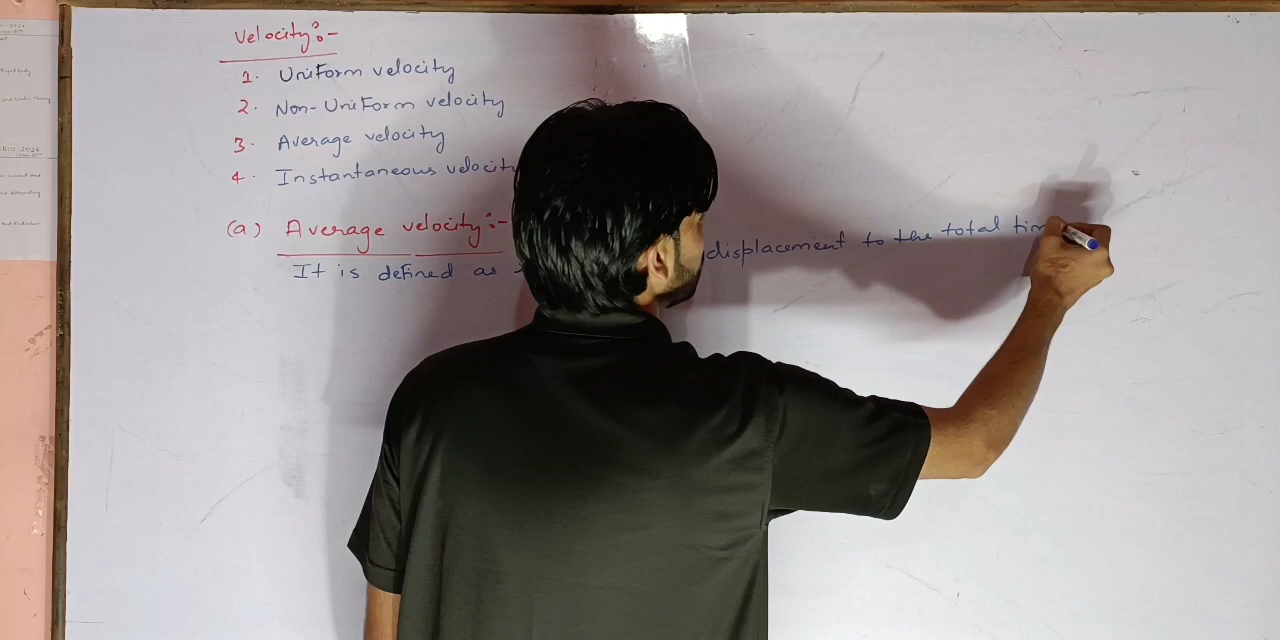 Velocity:-
1. Uniform velocity
2. Non-Uniform velocity
3. Average velocity
4. Instantaneous velocity
(a) Average velocity:-
It is defined as displacement to the total